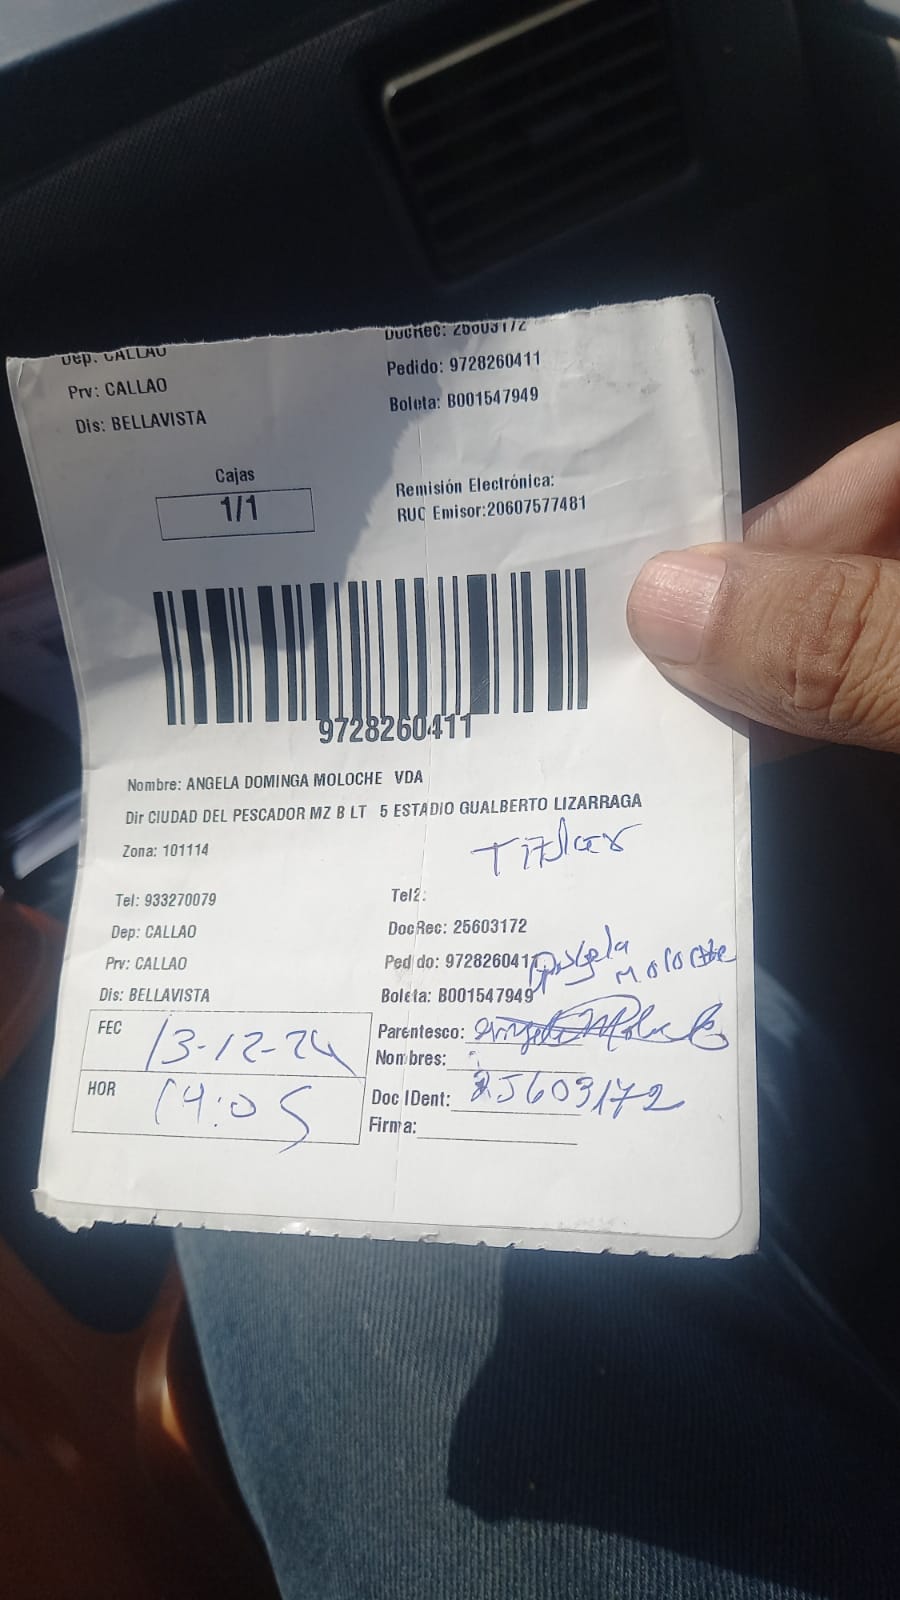 Dep: CALLAO
DocRec: 25603172
Prv: CALLAO
Pedido: 9728260411
Dis: BELLAVISTA
Boleta: B001547949
Cajas
1/1
Remisión Electrónica:
RUC Emisor:20607577481
9728260411
Nombre: ANGELA DOMINGA MOLOCHE VDA
Dir CIUDAD DEL PESCADOR MZ B LT 5 ESTADIO GUALBERTO LIZARRAGA
Zona: 101114
Titular
Tel: 933270079
Tel2:
Dep: CALLAO
DocRec: 25603172
Prv: CALLAO
Pedido: 9728260411
Angela Moloche
Dis: BELLAVISTA
Boleta: B001547949
FEC 13-12-24
Parentesco:
Nombres:
HOR 14:05
Doc IDent: 25603172
Firma: